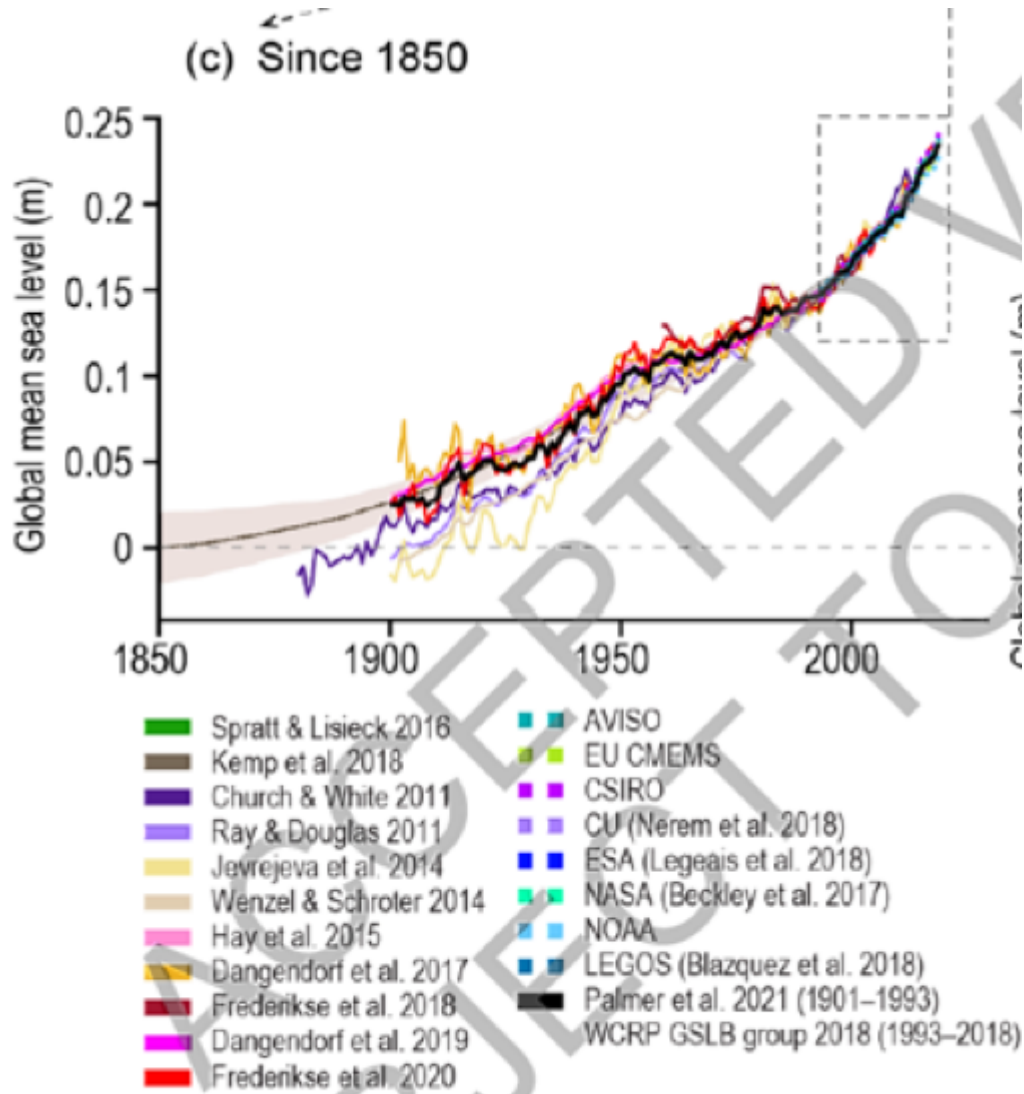 (c) Since 1850
Global mean sea level (m)
0.25
0.2
0.15
0.1
0.05
0
1850
1900
1950
2000
Global mean sea level (m)
Spratt & Lisieck 2016
Kemp et al. 2018
Church & White 2011
Ray & Douglas 2011
Jevrejeva et al. 2014
Wenzel & Schroter 2014
Hay et al. 2015
Dangendorf et al. 2017
Frederikse et al. 2018
Dangendorf et al. 2019
Frederikse et al. 2020
AVISO
EU CMEMS
CSIRO
CU (Nerem et al. 2018)
ESA (Legeais et al. 2018)
NASA (Beckley et al. 2017)
NOAA
LEGOS (Blazquez et al. 2018)
Palmer et al. 2021 (1901–1993)
WCRP GSLB group 2018 (1993–2018)
ACCEPTED
TO